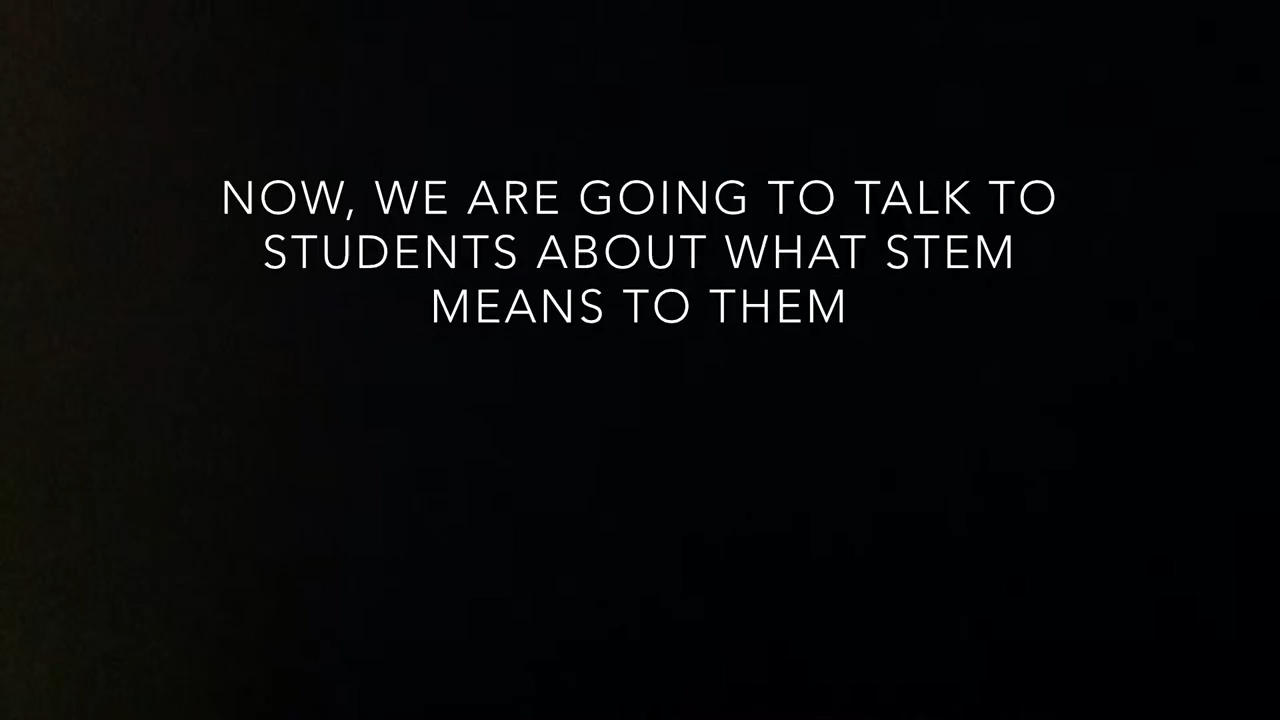 NOW, WE ARE GOING TO TALK TO
STUDENTS ABOUT WHAT STEM
MEANS TO THEM